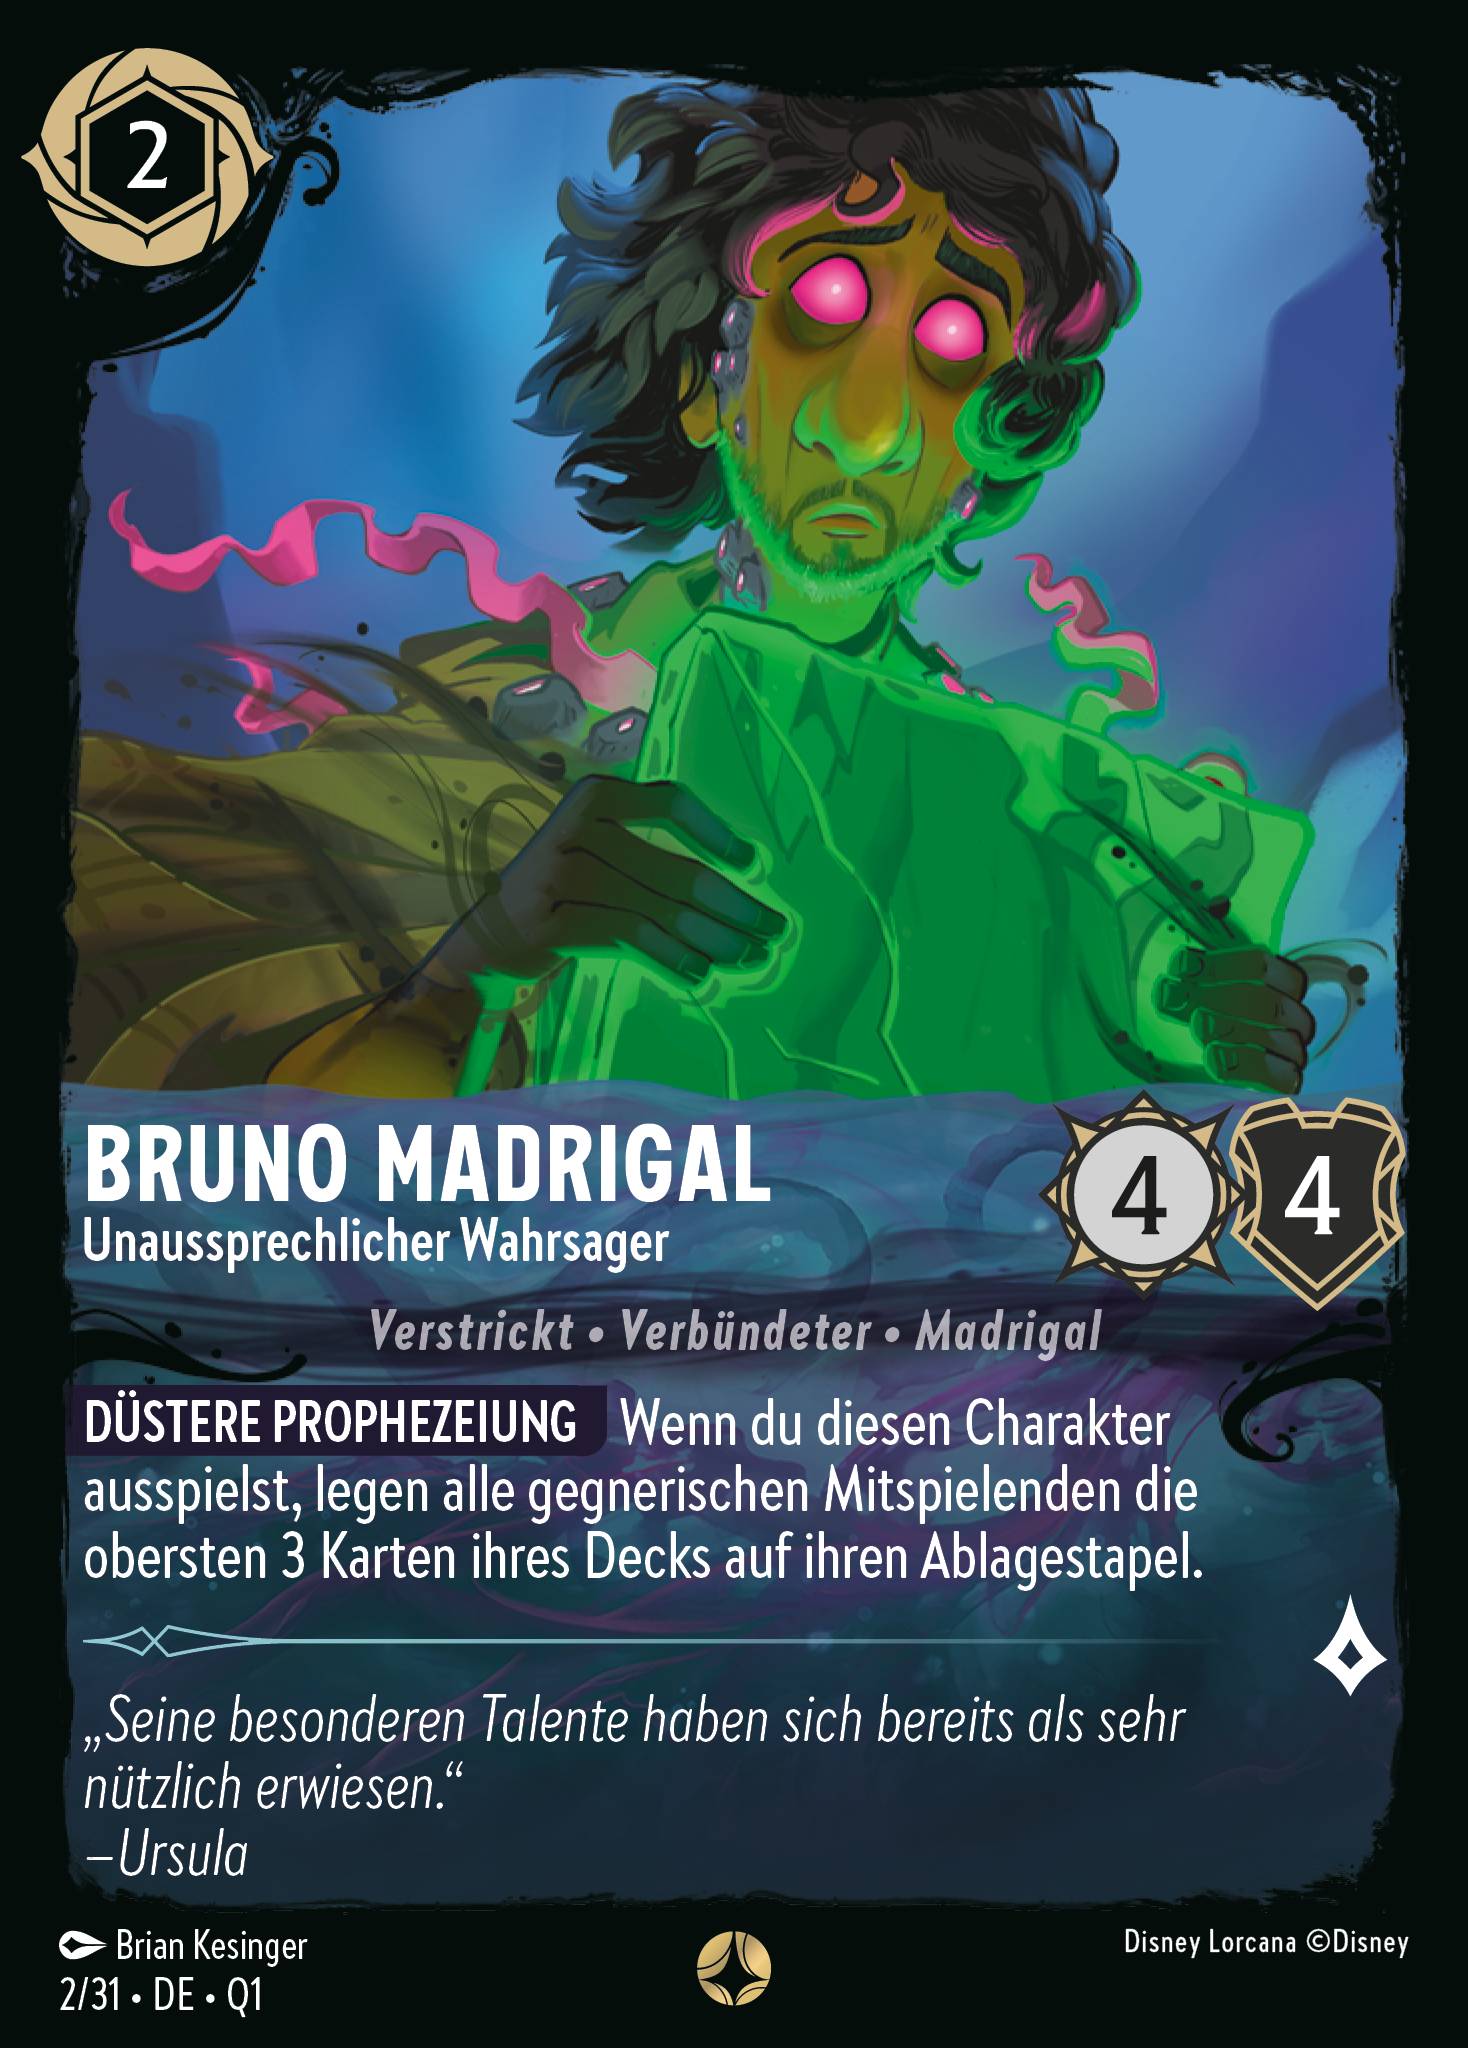 2
BRUNO MADRIGAL
Unaussprechlicher Wahrsager
4
4
Verstrickt • Verbündeter • Madrigal
DÜSTERE PROPHEZEIUNG Wenn du diesen Charakter
ausspielst, legen alle gegnerischen Mitspielenden die
obersten 3 Karten ihres Decks auf ihren Ablagestapel.
„Seine besonderen Talente haben sich bereits als sehr
nützlich erwiesen.“
–Ursula
Brian Kesinger
2/31 • DE • Q1
Disney Lorcana ©Disney